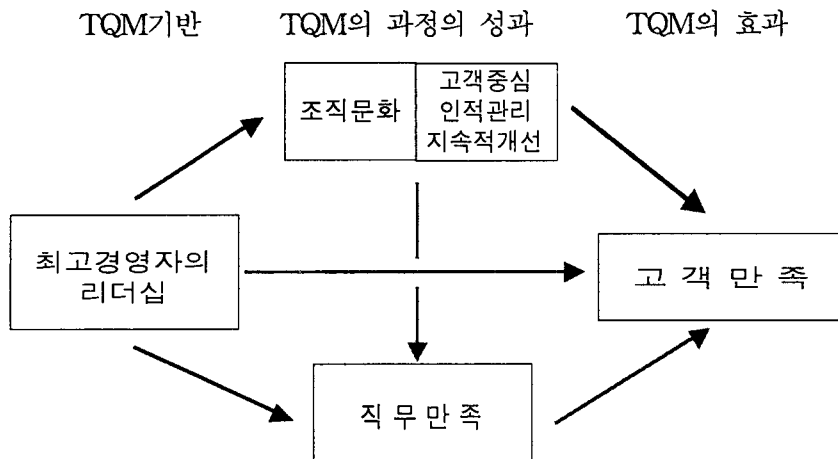 TQM기반 TQM의 과정의 성과 TQM의 효과
조직문화
고객중심
인적관리
지속적개선
최고경영자의
리더십
고 객 만 족
직 무 만 족